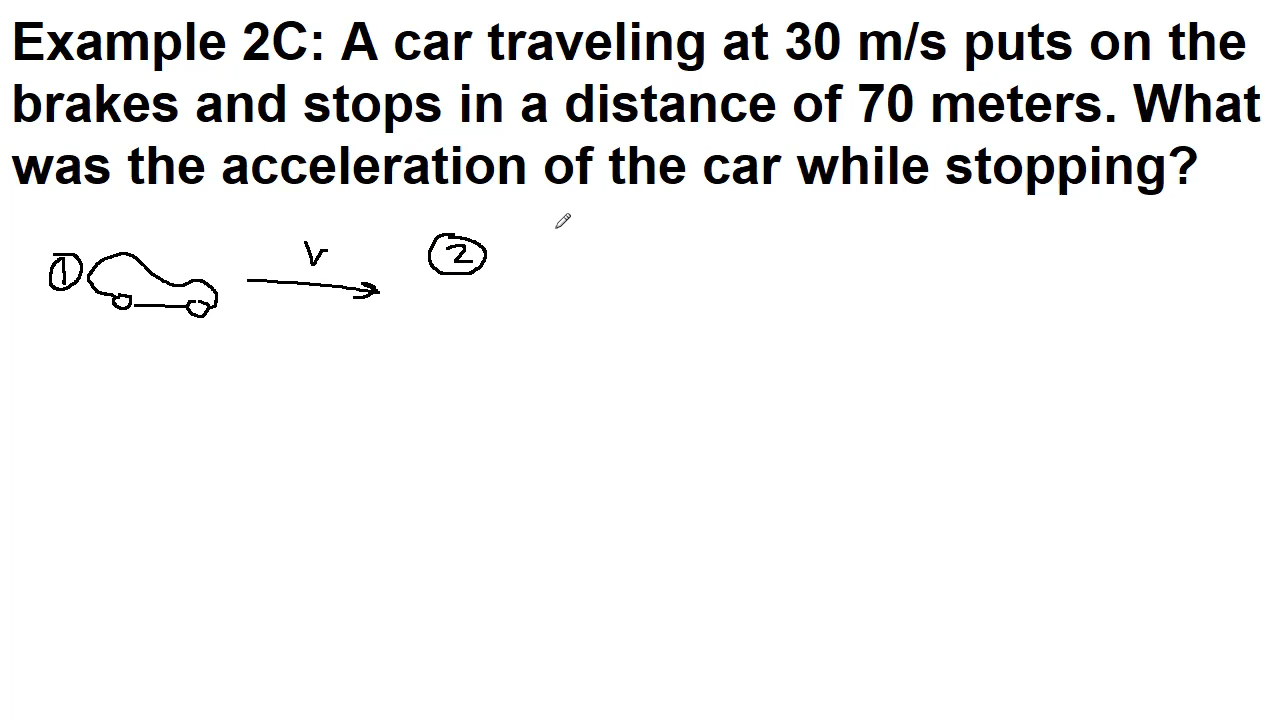 Example 2C: A car traveling at 30 m/s puts on the
brakes and stops in a distance of 70 meters. What
was the acceleration of the car while stopping?
1 v 2